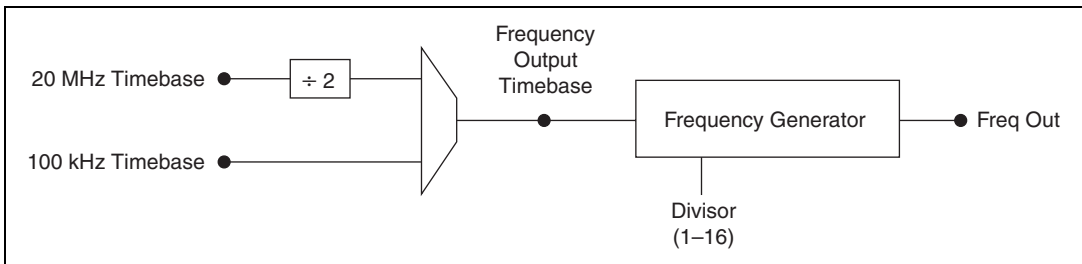 Frequency
Output
Timebase
20 MHz Timebase
÷ 2
Frequency Generator
Freq Out
100 kHz Timebase
Divisor
(1–16)